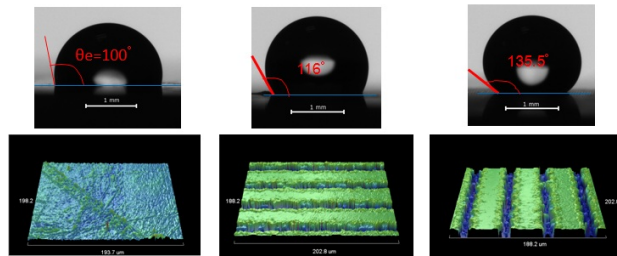 θe=100°
1 mm
116°
1 mm
135.5°
1 mm
198.2
193.7 um
198.2
202.8 um
202.8
188.2 um